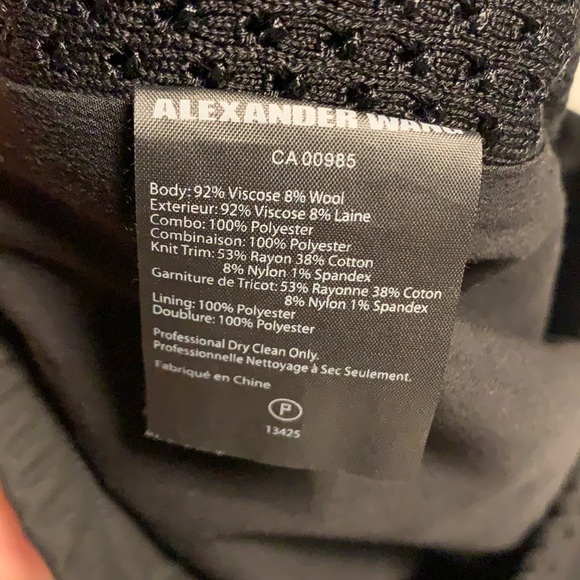 ALEXANDER WANG
CA 00985
Body: 92% Viscose 8% Wool
Exterieur: 92% Viscose 8% Laine
Combo: 100% Polyester
Combinaison: 100% Polyester
Knit Trim: 53% Rayon 38% Cotton
8% Nylon 1% Spandex
Garniture de Tricot: 53% Rayonne 38% Coton
8% Nylon 1% Spandex
Lining: 100% Polyester
Doublure: 100% Polyester
Professional Dry Clean Only.
Professionnelle Nettoyage à Sec Seulement.
Fabriqué en Chine
P
13425